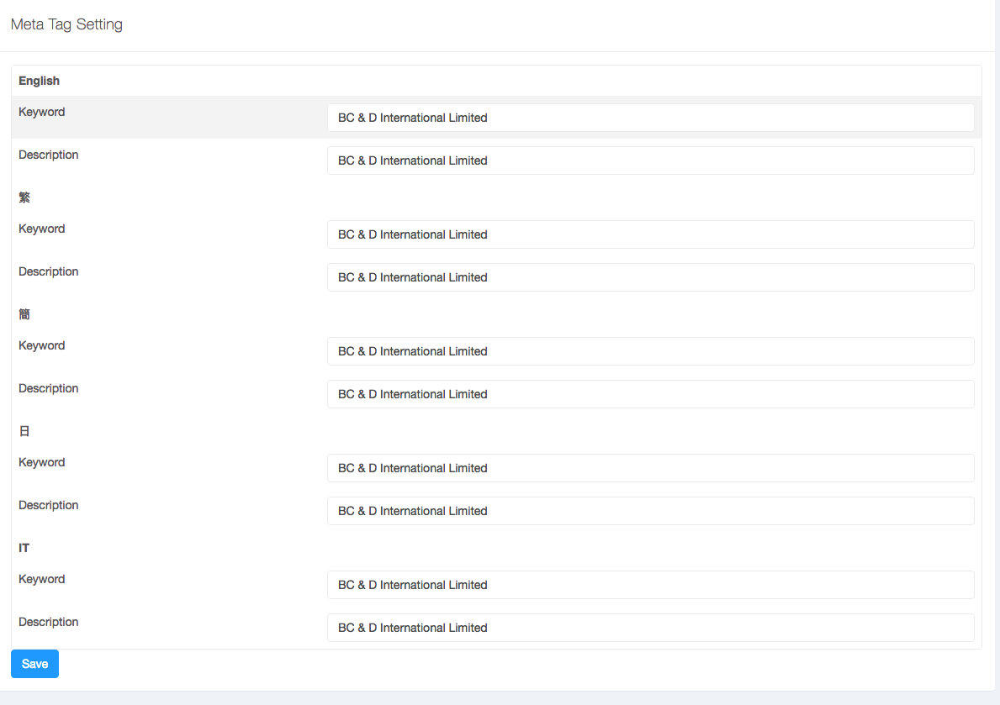 Meta Tag Setting
English
Keyword
BC & D International Limited
Description
BC & D International Limited
繁
Keyword
BC & D International Limited
Description
BC & D International Limited
簡
Keyword
BC & D International Limited
Description
BC & D International Limited
日
Keyword
BC & D International Limited
Description
BC & D International Limited
IT
Keyword
BC & D International Limited
Description
BC & D International Limited
Save